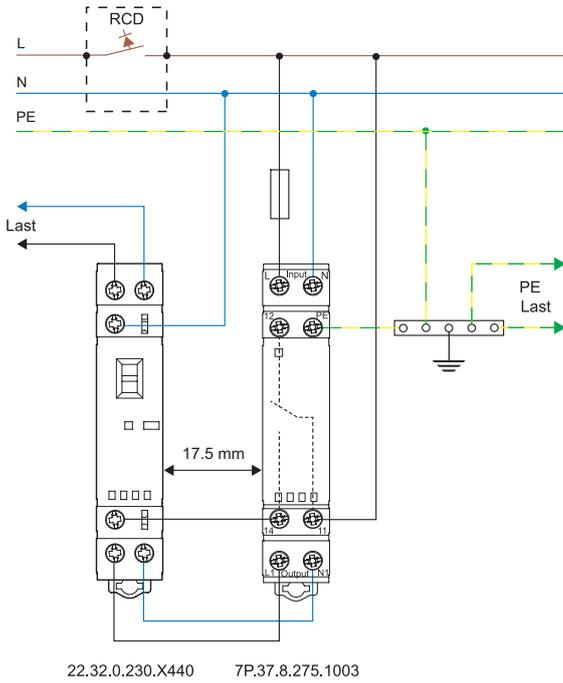 RCD
L
N
PE
Last
L Input N
12 PE
PE
Last
17.5 mm
14 11
L1 Output N1
22.32.0.230.X440 7P.37.8.275.1003